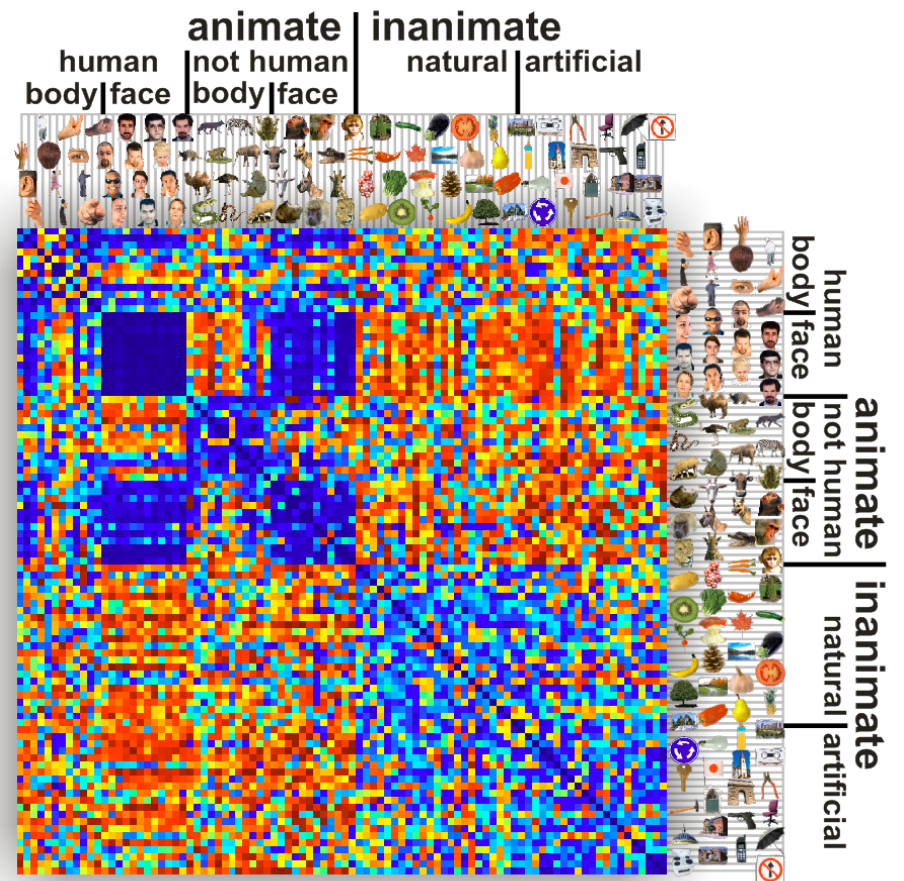 animate inanimate
human not human natural artificial
body face body face
human
body face
animate
not human
body face
inanimate
natural artificial